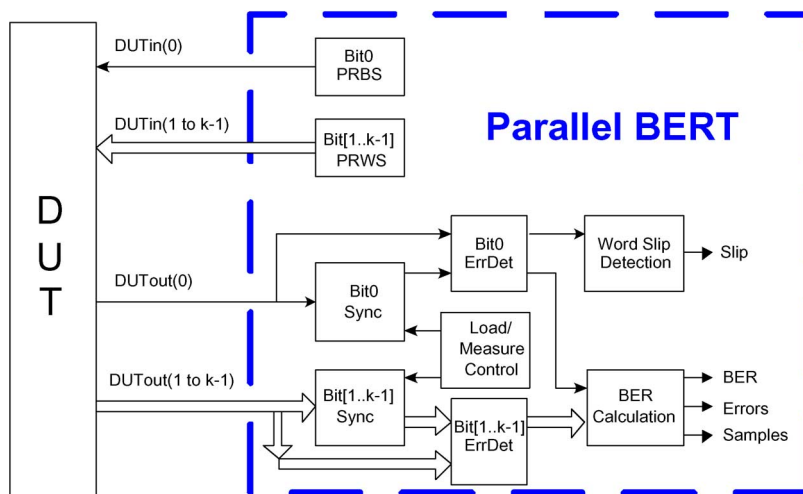 DUTin(0)
Bit0
PRBS
DUTin(1 to k-1)
Bit[1..k-1]
PRWS
Parallel BERT
D
U
T
Bit0
ErrDet
Word Slip
Detection
Slip
DUTout(0)
Bit0
Sync
Load/
Measure
Control
DUTout(1 to k-1)
Bit[1..k-1]
Sync
Bit[1..k-1]
ErrDet
BER
Calculation
BER
Errors
Samples